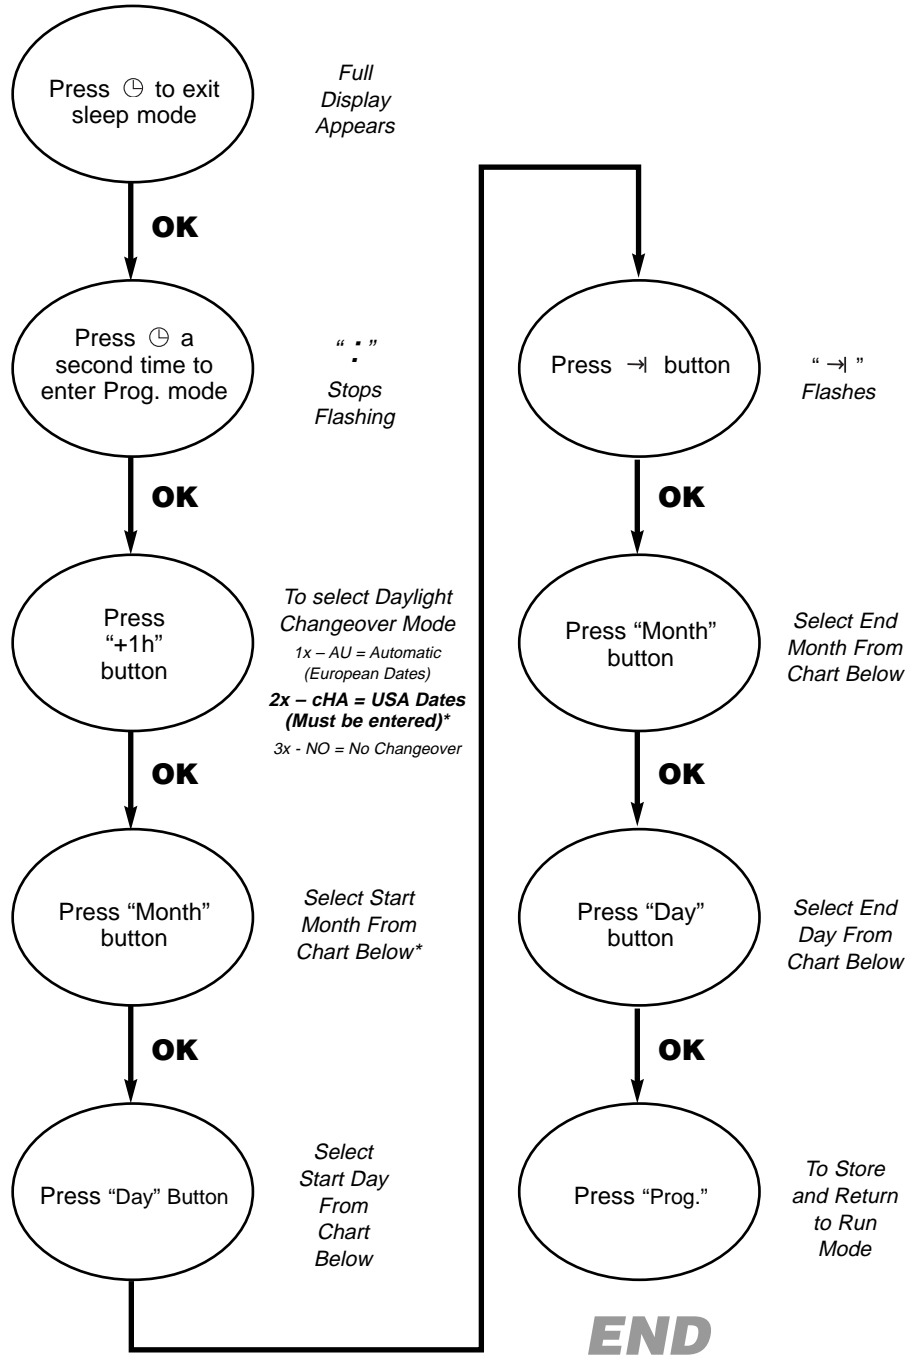 Press 🕒 to exit
sleep mode
Full
Display
Appears
OK
Press 🕒 a
second time to
enter Prog. mode
“ : ”
Stops
Flashing
OK
Press
“+1h”
button
To select Daylight
Changeover Mode
1x – AU = Automatic
(European Dates)
2x – cHA = USA Dates
(Must be entered)*
3x - NO = No Changeover
OK
Press “Month”
button
Select Start
Month From
Chart Below*
OK
Press “Day” Button
Select
Start Day
From
Chart
Below
Press →| button
“ →| ”
Flashes
OK
Press “Month”
button
Select End
Month From
Chart Below
OK
Press “Day”
button
Select End
Day From
Chart Below
OK
Press “Prog.”
To Store
and Return
to Run
Mode
END